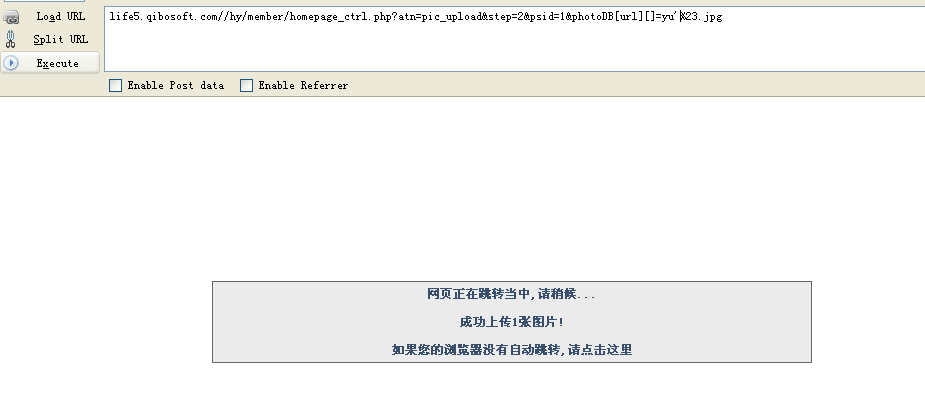 Load URL
life5.qibosoft.com//hy/member/homepage_ctrl.php?atn=pic_upload&step=2&psid=1&photoDB[url][]=yu'%23.jpg
Split URL
Execute
Enable Post data
Enable Referrer
网页正在跳转当中,请稍候...
成功上传1张图片!
如果您的浏览器没有自动跳转,请点击这里